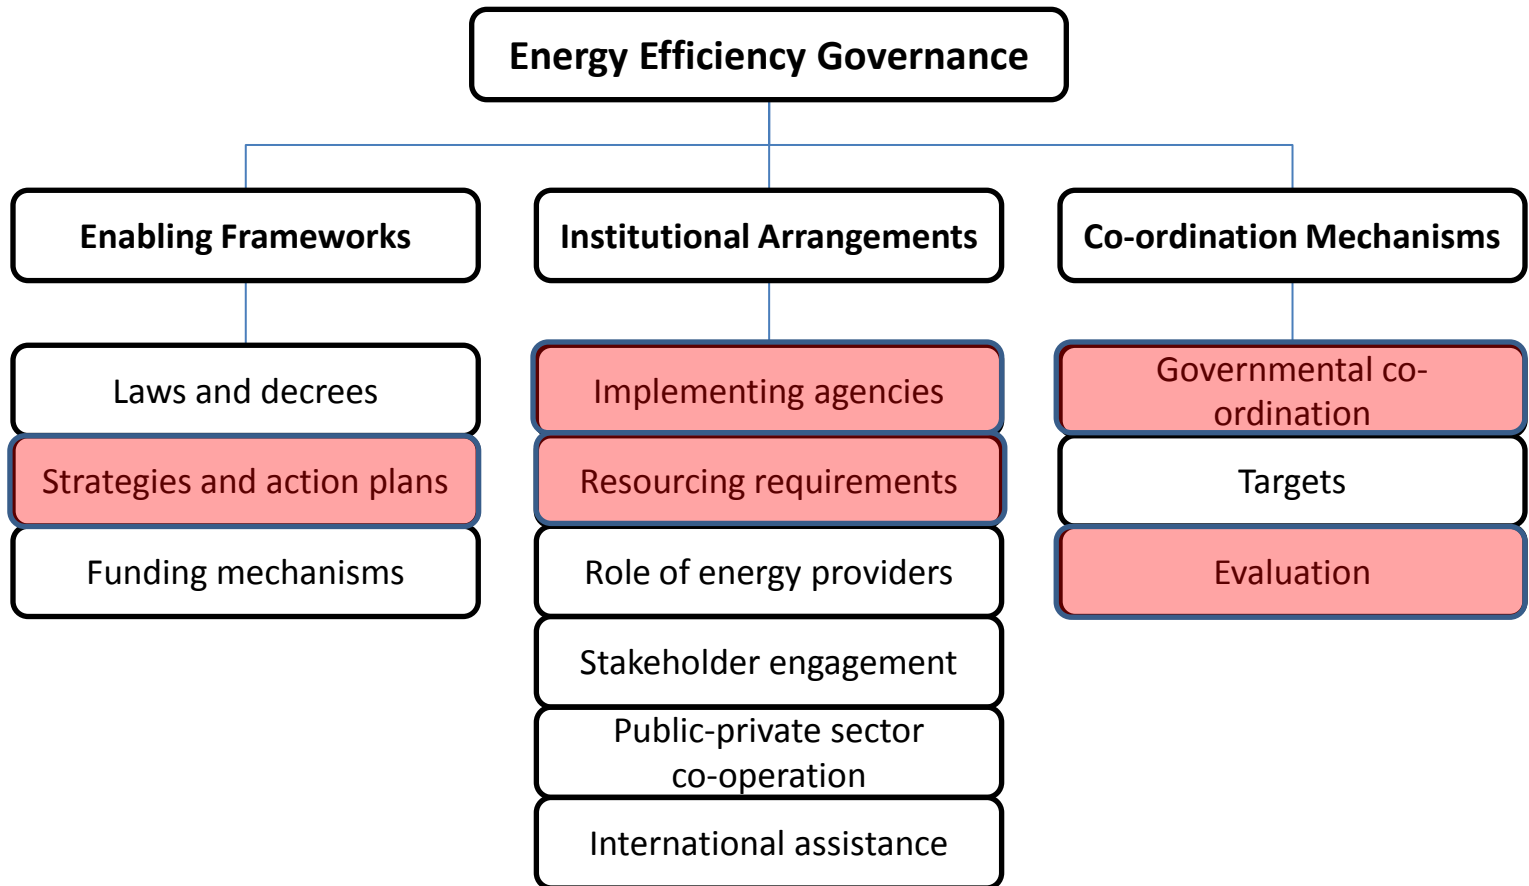 Energy Efficiency Governance
Enabling Frameworks
Institutional Arrangements
Co-ordination Mechanisms
Laws and decrees
Strategies and action plans
Funding mechanisms
Implementing agencies
Resourcing requirements
Role of energy providers
Stakeholder engagement
Public-private sector
co-operation
International assistance
Governmental co-
ordination
Targets
Evaluation